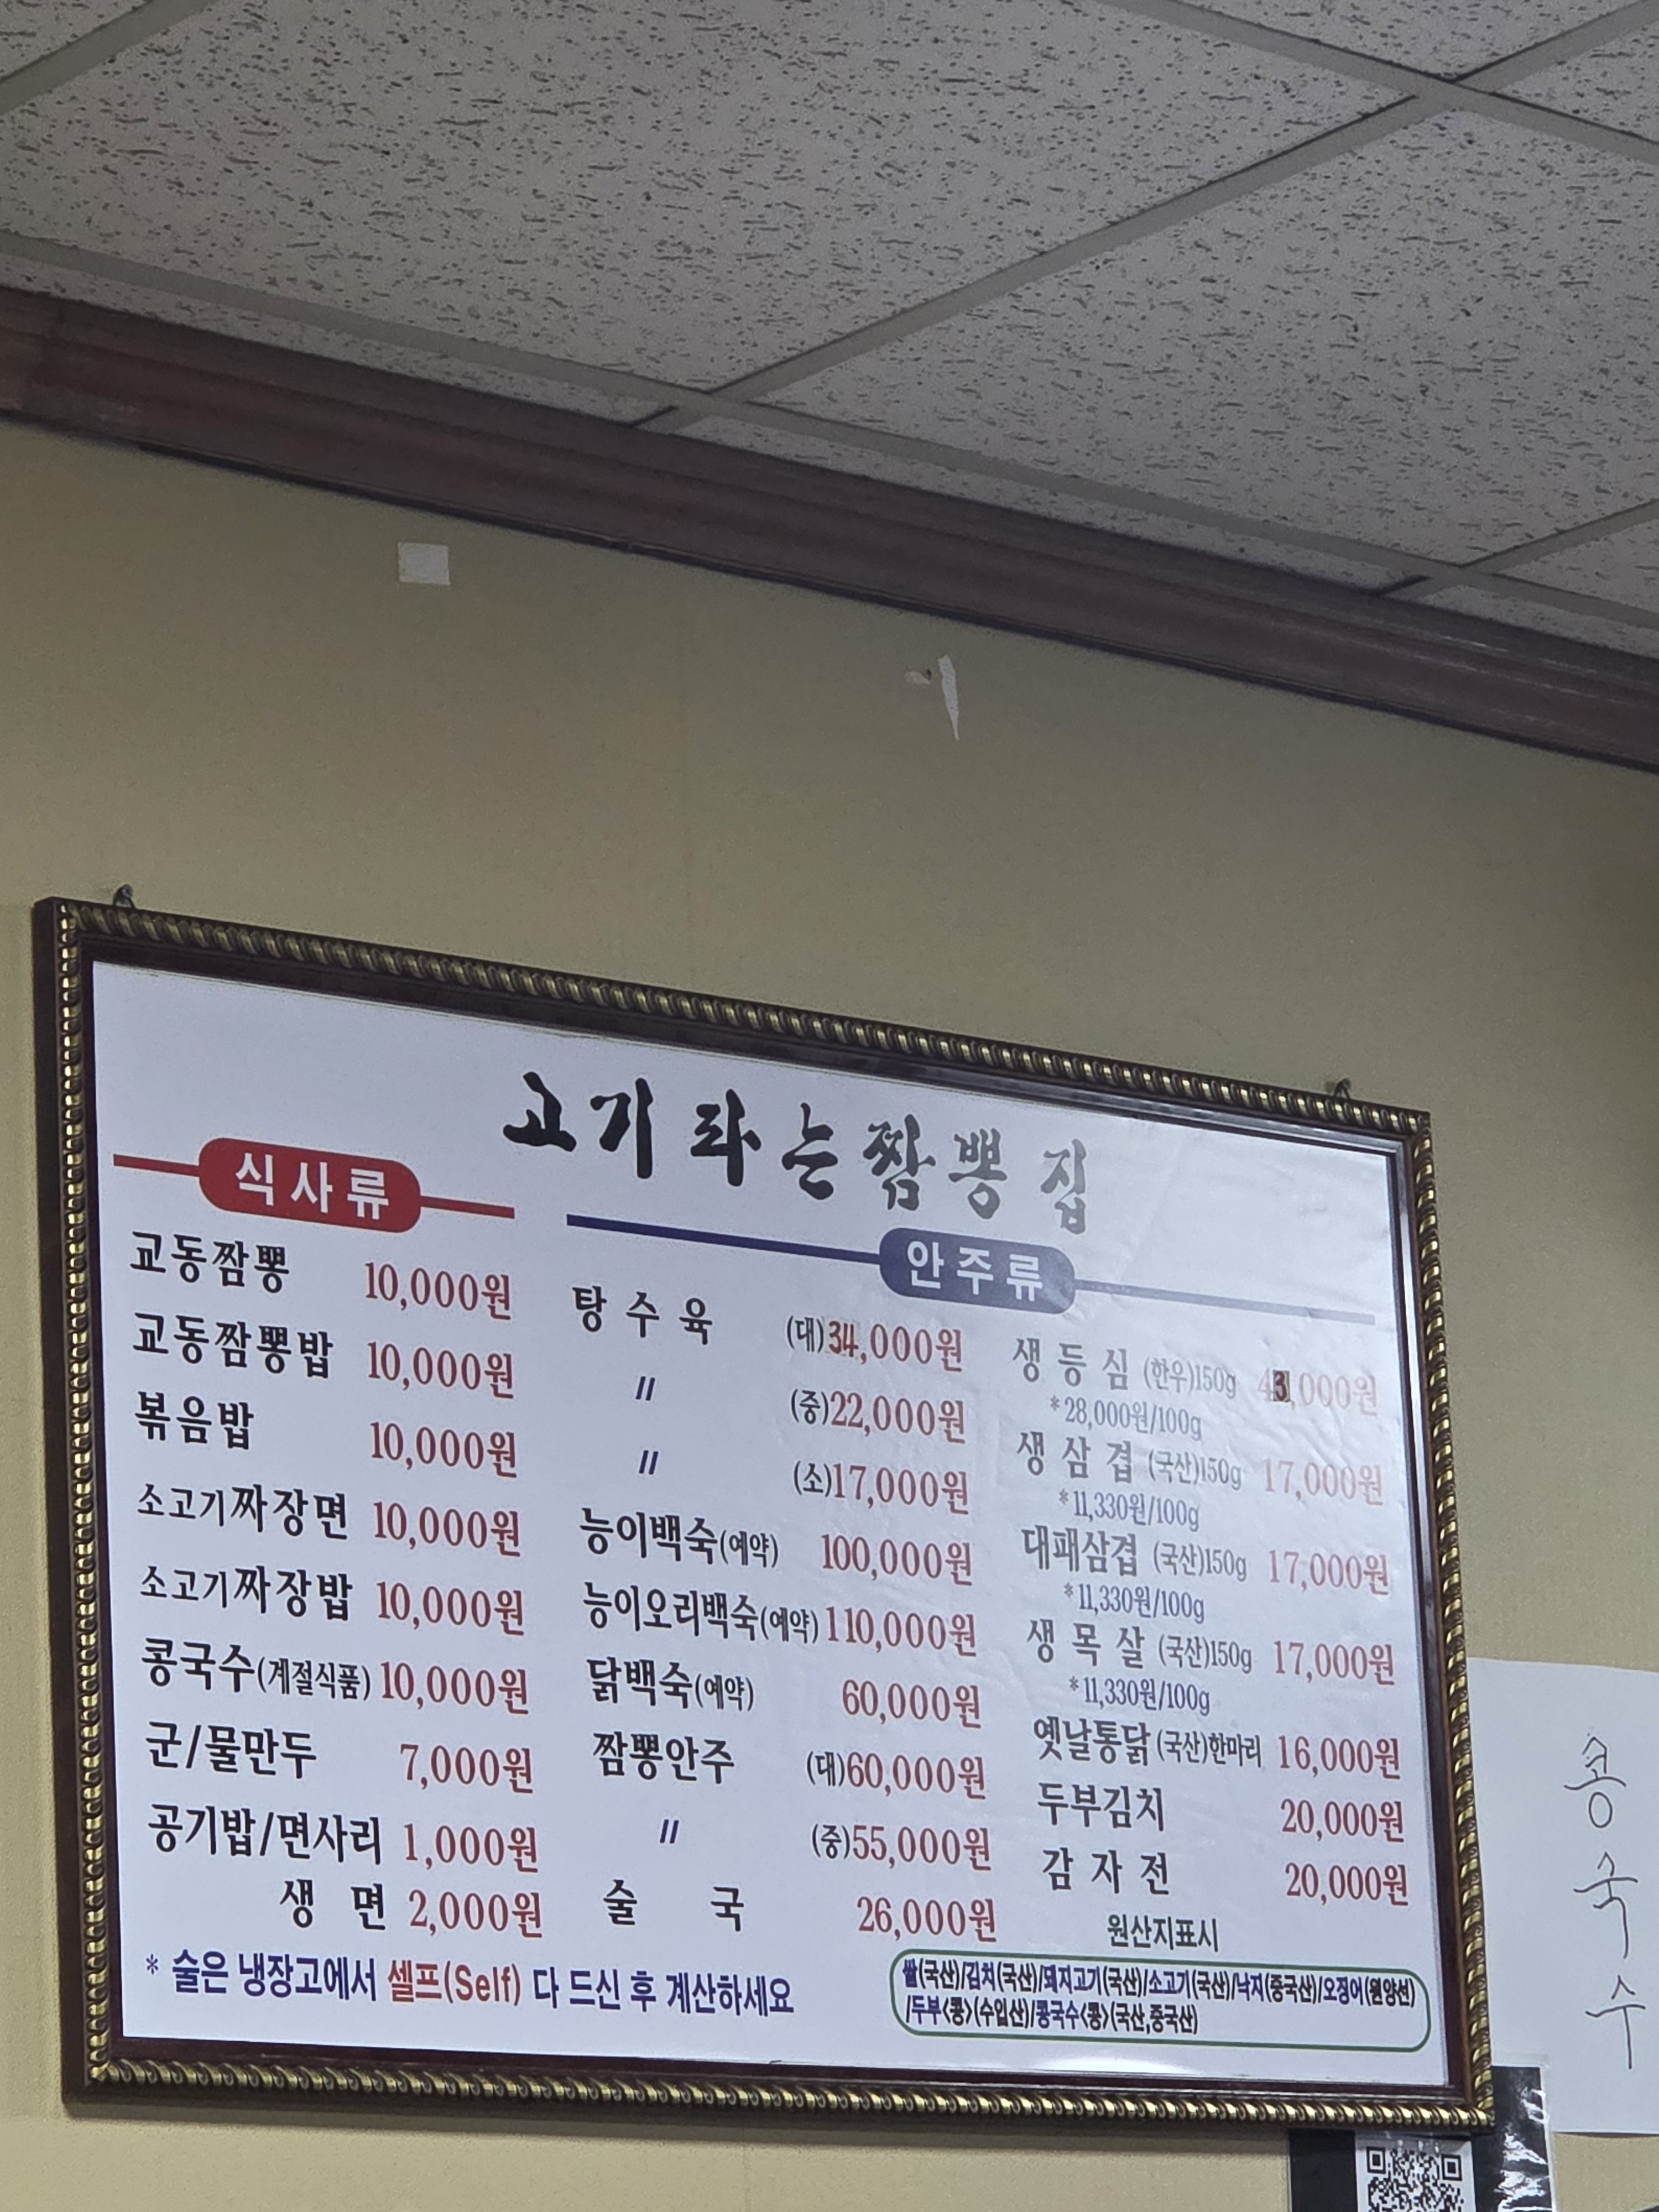 고기 파는 짬뽕 집
식사류
교동짬뽕 10,000원
교동짬뽕밥 10,000원
볶음밥 10,000원
소고기짜장면 10,000원
소고기짜장밥 10,000원
콩국수(계절식품) 10,000원
군/물만두 7,000원
공기밥/면사리 1,000원
생 면 2,000원
안주류
탕 수 육 (대)34,000원
〃 (중)22,000원
〃 (소)17,000원
능이백숙(예약) 100,000원
능이오리백숙(예약) 110,000원
닭백숙(예약) 60,000원
짬뽕안주 (대)60,000원
〃 (중)55,000원
술 국 26,000원
생 등 심 (한우)150g 43,000원
*28,000원/100g
생 삼 겹 (국산)150g 17,000원
*11,330원/100g
대패삼겹 (국산)150g 17,000원
*11,330원/100g
생 목 살 (국산)150g 17,000원
*11,330원/100g
옛날통닭(국산)한마리 16,000원
두부김치 20,000원
감 자 전 20,000원
원산지표시
쌀(국산)/김치(국산)/돼지고기(국산)/소고기(국산)/낙지(중국산)/오징어(원양선)
/두부<콩>(수입산)/콩국수<콩>(국산,중국산)
* 술은 냉장고에서 셀프(Self) 다 드신 후 계산하세요
콩국수